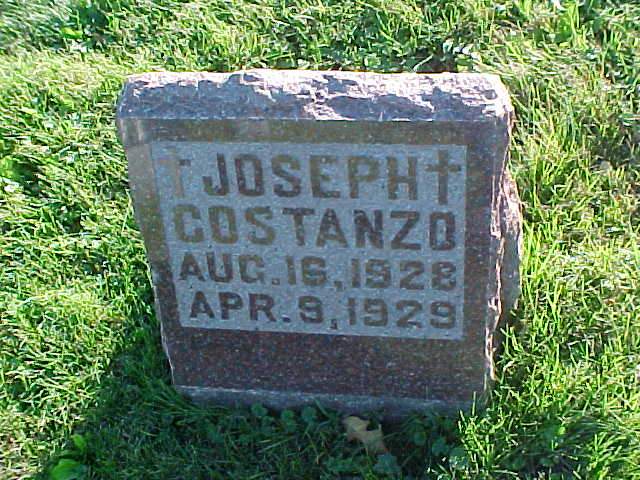 JOSEPH
COSTANZO
AUG. 16, 1928
APR. 9, 1929